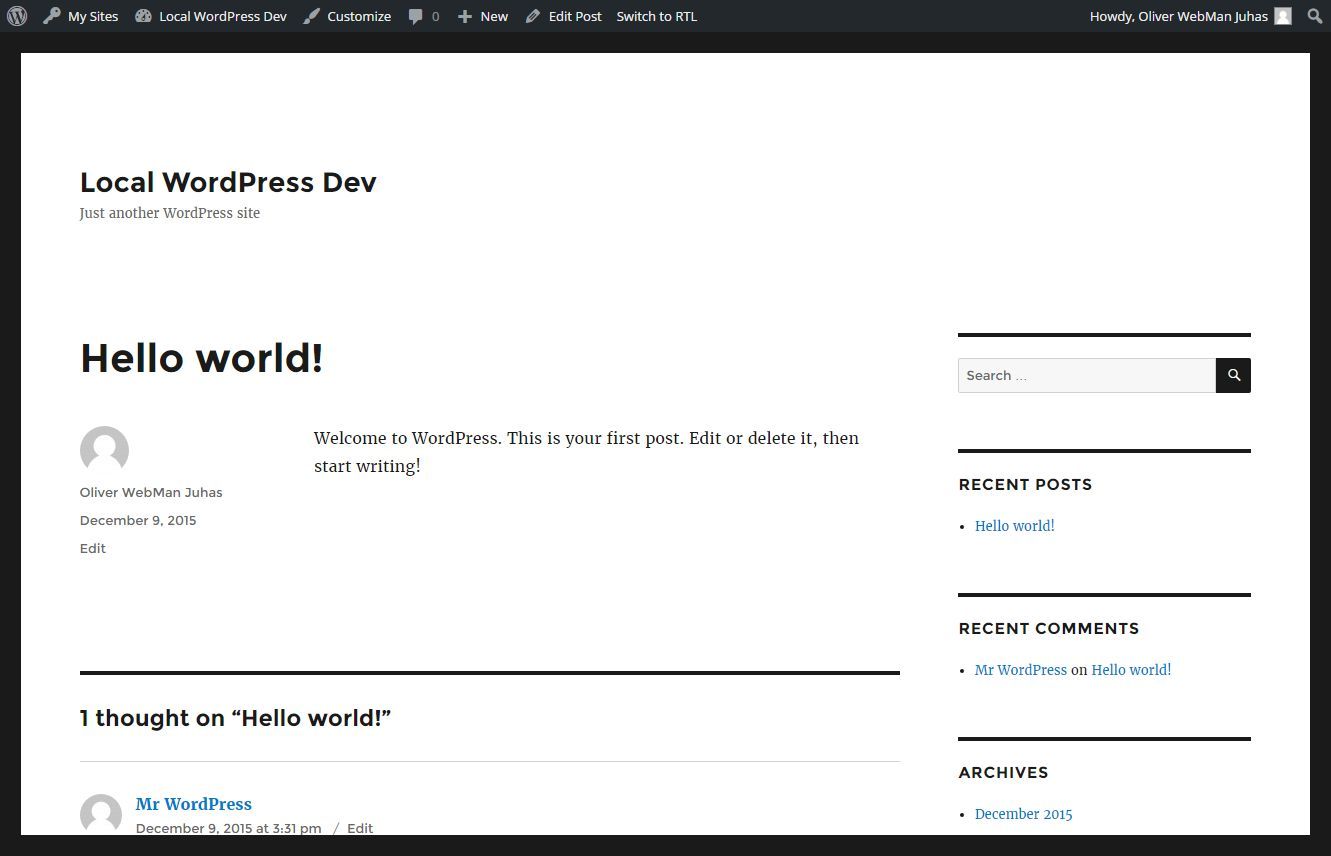 My Sites Local WordPress Dev Customize 0 New Edit Post Switch to RTL Howdy, Oliver WebMan Juhas
Local WordPress Dev
Just another WordPress site
Hello world!
Oliver WebMan Juhas
December 9, 2015
Edit
Welcome to WordPress. This is your first post. Edit or delete it, then
start writing!
1 thought on “Hello world!”
Mr WordPress
December 9, 2015 at 3:31 pm / Edit
Search …
RECENT POSTS
Hello world!
RECENT COMMENTS
Mr WordPress on Hello world!
ARCHIVES
December 2015